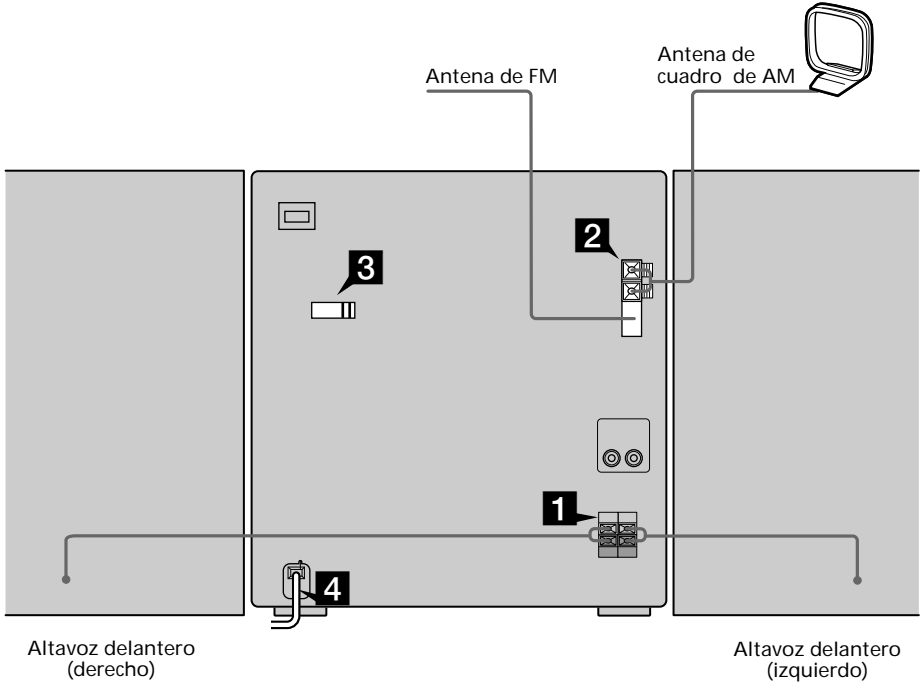 Antena de FM
Antena de
cuadro de AM
2
3
1
4
Altavoz delantero
(derecho)
Altavoz delantero
(izquierdo)